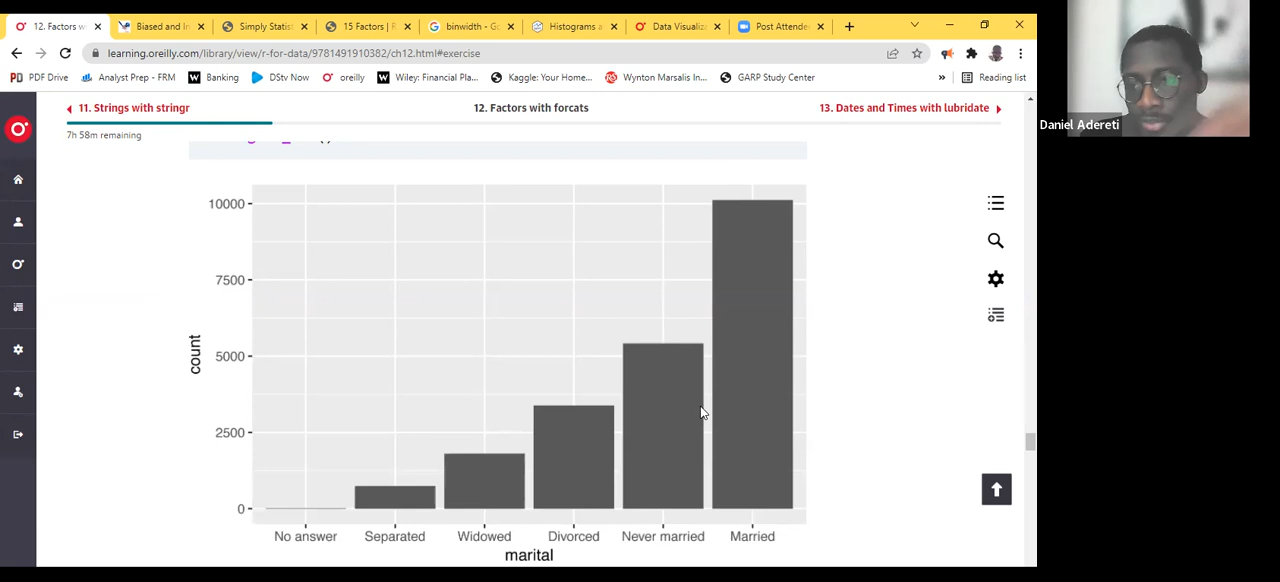 12. Factors w
Biased and In
Simply Statist
15 Factors | R
binwidth - Go
Histograms a
Data Visualiz
Post Attende
learning.oreilly.com/library/view/r-for-data/9781491910382/ch12.html#exercise
PDF Drive
Analyst Prep - FRM
Banking
DStv Now
oreilly
Wiley: Financial Pla...
Kaggle: Your Home...
Wynton Marsalis In...
GARP Study Center
»
Reading list
11. Strings with stringr
12. Factors with forcats
13. Dates and Times with lubridate
7h 58m remaining
10000
7500
5000
2500
0
count
No answer
Separated
Widowed
Divorced
Never married
Married
marital
Daniel Adereti